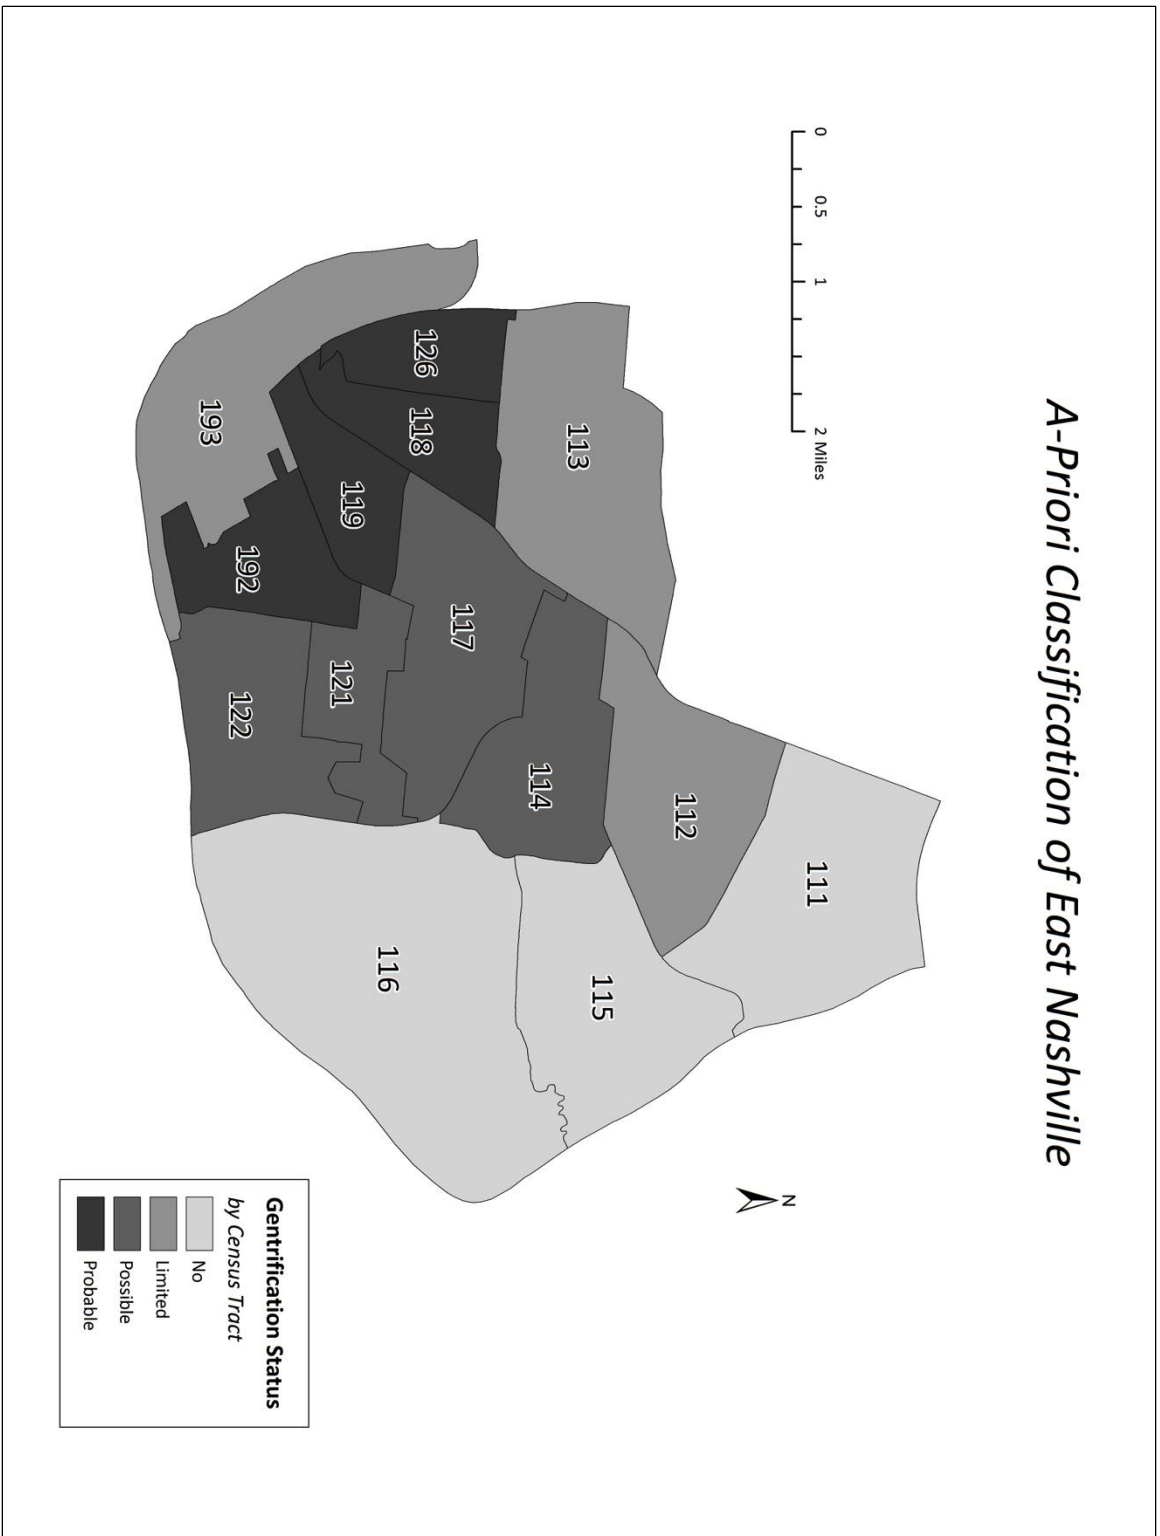 A-Priori Classification of East Nashville
0 0.5 1 2 Miles
N
111
112
113
115
114
116
117
126
118
119
121
192
122
193
Gentrification Status
by Census Tract
No
Limited
Possible
Probable